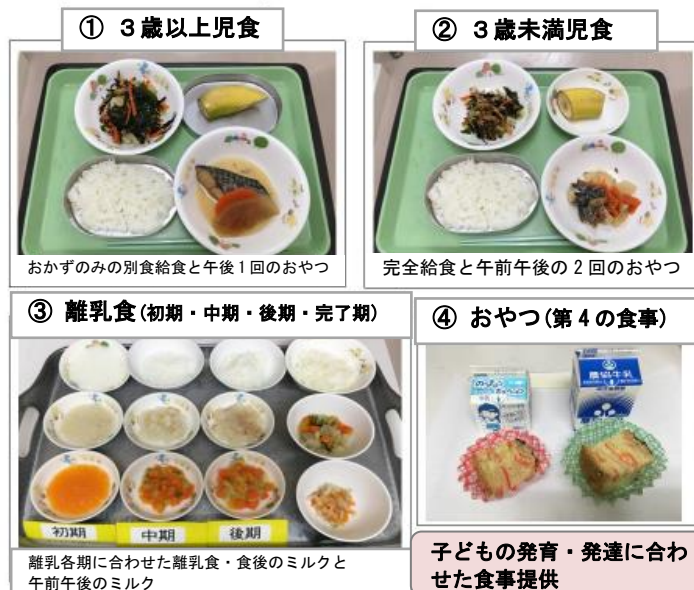 ① ３歳以上児食
② ３歳未満児食
おかずのみの別食給食と午後１回のおやつ
完全給食と午前午後の２回のおやつ
③ 離乳食(初期・中期・後期・完了期)
④ おやつ(第４の食事)
初期
中期
後期
農協牛乳
離乳各期に合わせた離乳食・食後のミルクと
午前午後のミルク
子どもの発育・発達に合わ
せた食事提供